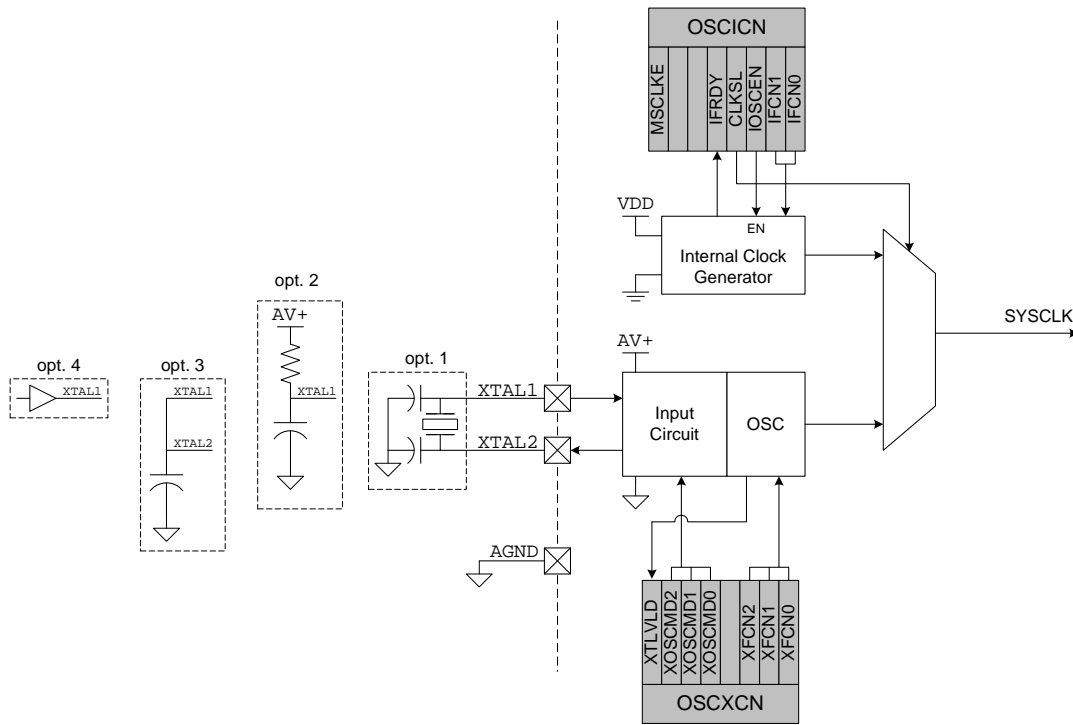 OSCICN
MSCLKE
IFRDY
CLKSL
IOSCEN
IFCN1
IFCN0
VDD
EN
Internal Clock
Generator
SYSCLK
opt. 2
AV+
XTAL1
opt. 4
XTAL1
opt. 3
XTAL1
XTAL2
opt. 1
XTAL1
XTAL2
AV+
Input
Circuit
OSC
AGND
XTLVLD
XOSCMD2
XOSCMD1
XOSCMD0
XFCN2
XFCN1
XFCN0
OSCXCN